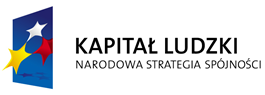 KAPITAŁ LUDZKI
NARODOWA STRATEGIA SPÓJNOŚCI